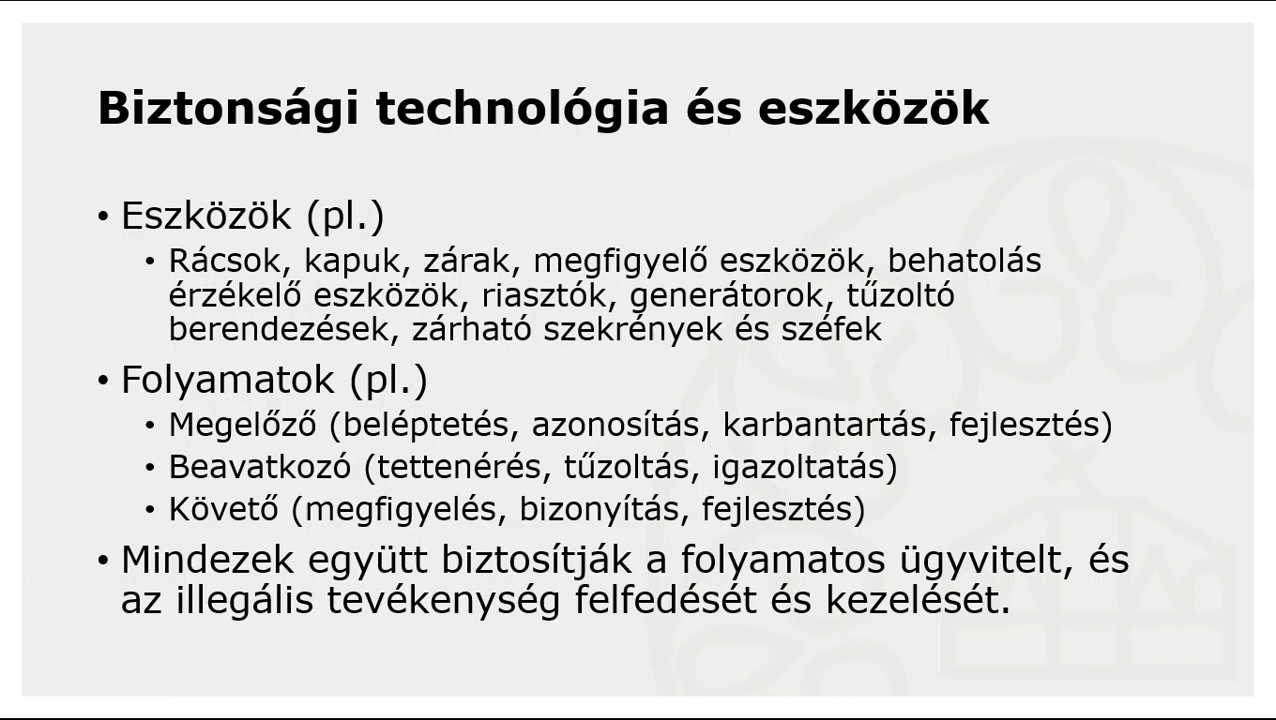 Biztonsági technológia és eszközök
• Eszközök (pl.)
• Rácsok, kapuk, zárak, megfigyelő eszközök, behatolás
érzékelő eszközök, riasztók, generátorok, tűzoltó
berendezések, zárható szekrények és széfek
• Folyamatok (pl.)
• Megelőző (beléptetés, azonosítás, karbantartás, fejlesztés)
• Beavatkozó (tettenérés, tűzoltás, igazoltatás)
• Követő (megfigyelés, bizonyítás, fejlesztés)
• Mindezek együtt biztosítják a folyamatos ügyvitelt, és
az illegális tevékenység felfedését és kezelését.